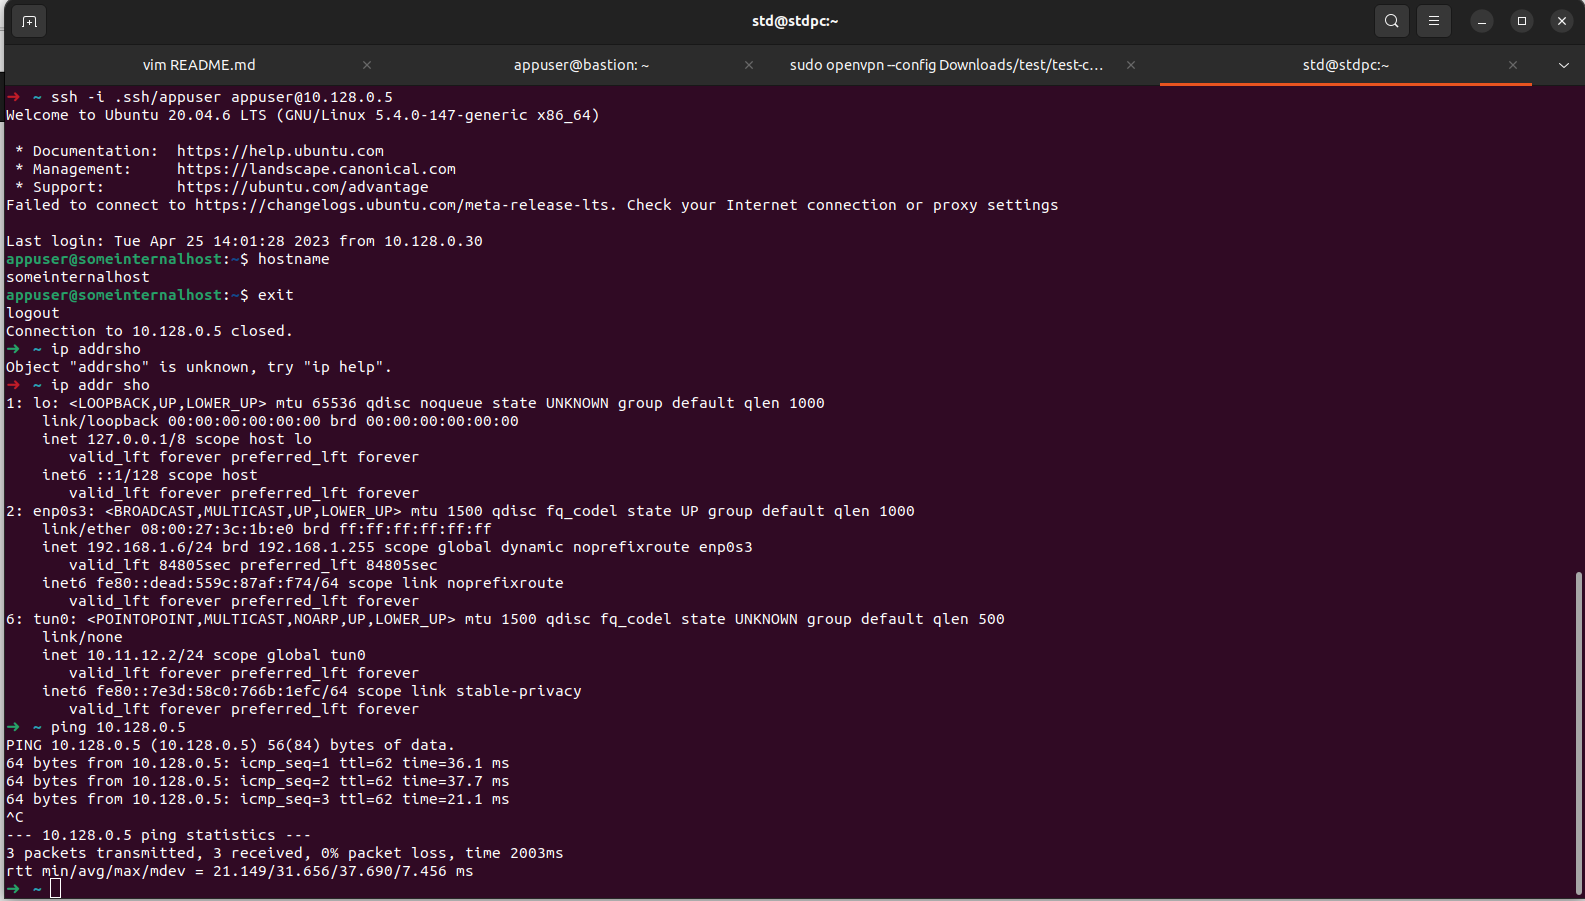 std@stdpc:~
vim README.md
appuser@bastion: ~
sudo openvpn --config Downloads/test/test-c…
std@stdpc:~
➜ ~ ssh -i .ssh/appuser appuser@10.128.0.5
Welcome to Ubuntu 20.04.6 LTS (GNU/Linux 5.4.0-147-generic x86_64)
* Documentation: https://help.ubuntu.com
* Management: https://landscape.canonical.com
* Support: https://ubuntu.com/advantage
Failed to connect to https://changelogs.ubuntu.com/meta-release-lts. Check your Internet connection or proxy settings
Last login: Tue Apr 25 14:01:28 2023 from 10.128.0.30
appuser@someinternalhost:~$ hostname
someinternalhost
appuser@someinternalhost:~$ exit
logout
Connection to 10.128.0.5 closed.
➜ ~ ip addrsho
Object "addrsho" is unknown, try "ip help".
➜ ~ ip addr sho
1: lo: <LOOPBACK,UP,LOWER_UP> mtu 65536 qdisc noqueue state UNKNOWN group default qlen 1000
link/loopback 00:00:00:00:00:00 brd 00:00:00:00:00:00
inet 127.0.0.1/8 scope host lo
valid_lft forever preferred_lft forever
inet6 ::1/128 scope host
valid_lft forever preferred_lft forever
2: enp0s3: <BROADCAST,MULTICAST,UP,LOWER_UP> mtu 1500 qdisc fq_codel state UP group default qlen 1000
link/ether 08:00:27:3c:1b:e0 brd ff:ff:ff:ff:ff:ff
inet 192.168.1.6/24 brd 192.168.1.255 scope global dynamic noprefixroute enp0s3
valid_lft 84805sec preferred_lft 84805sec
inet6 fe80::dead:559c:87af:f74/64 scope link noprefixroute
valid_lft forever preferred_lft forever
6: tun0: <POINTOPOINT,MULTICAST,NOARP,UP,LOWER_UP> mtu 1500 qdisc fq_codel state UNKNOWN group default qlen 500
link/none
inet 10.11.12.2/24 scope global tun0
valid_lft forever preferred_lft forever
inet6 fe80::7e3d:58c0:766b:1efc/64 scope link stable-privacy
valid_lft forever preferred_lft forever
➜ ~ ping 10.128.0.5
PING 10.128.0.5 (10.128.0.5) 56(84) bytes of data.
64 bytes from 10.128.0.5: icmp_seq=1 ttl=62 time=36.1 ms
64 bytes from 10.128.0.5: icmp_seq=2 ttl=62 time=37.7 ms
64 bytes from 10.128.0.5: icmp_seq=3 ttl=62 time=21.1 ms
^C
--- 10.128.0.5 ping statistics ---
3 packets transmitted, 3 received, 0% packet loss, time 2003ms
rtt min/avg/max/mdev = 21.149/31.656/37.690/7.456 ms
➜ ~